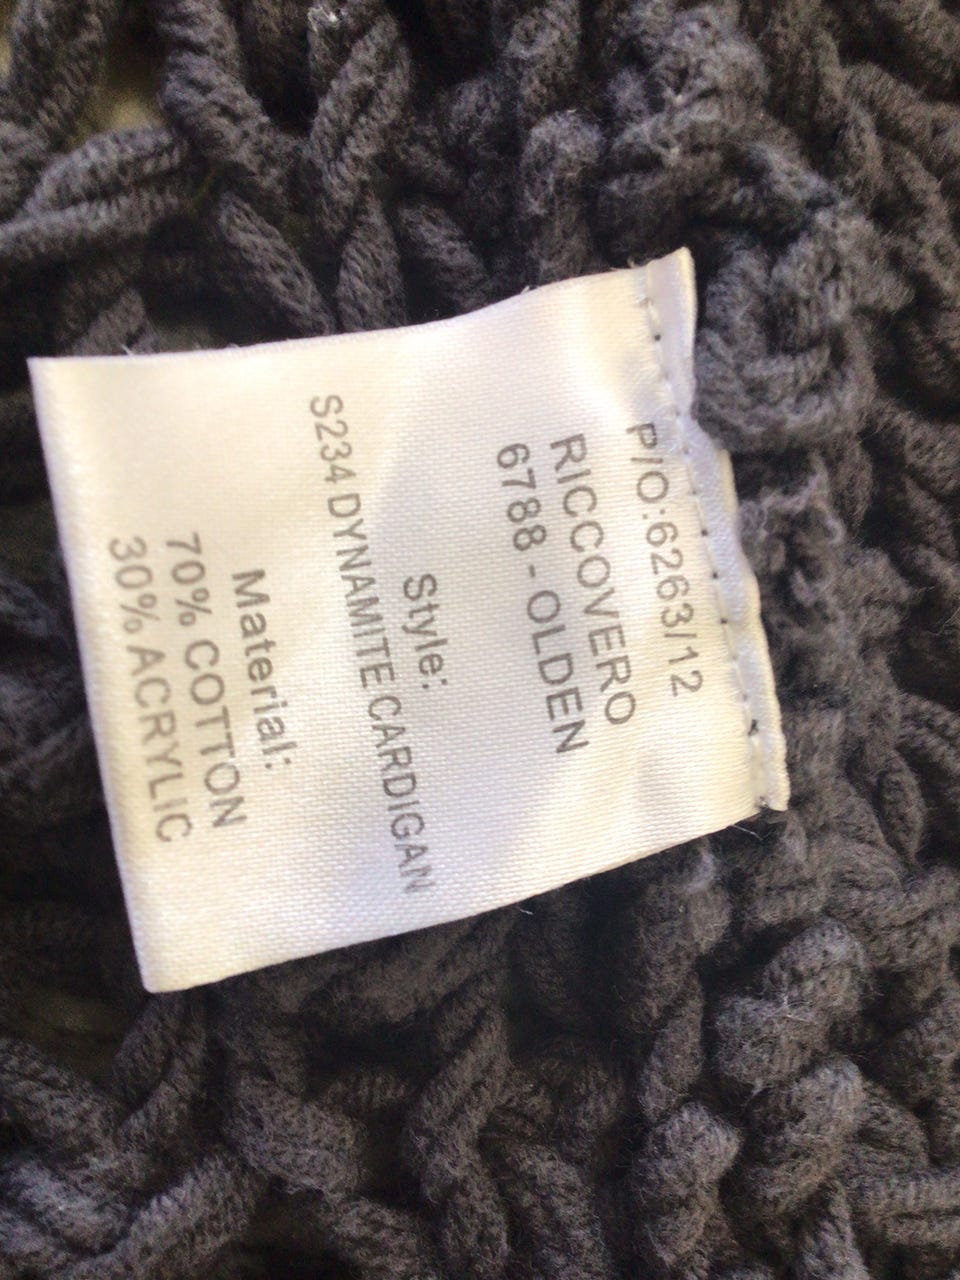 P/O:6263/12
RICCOVERO
6788 - OLDEN
Style:
S234 DYNAMITE CARDIGAN
Material:
70% COTTON
30% ACRYLIC